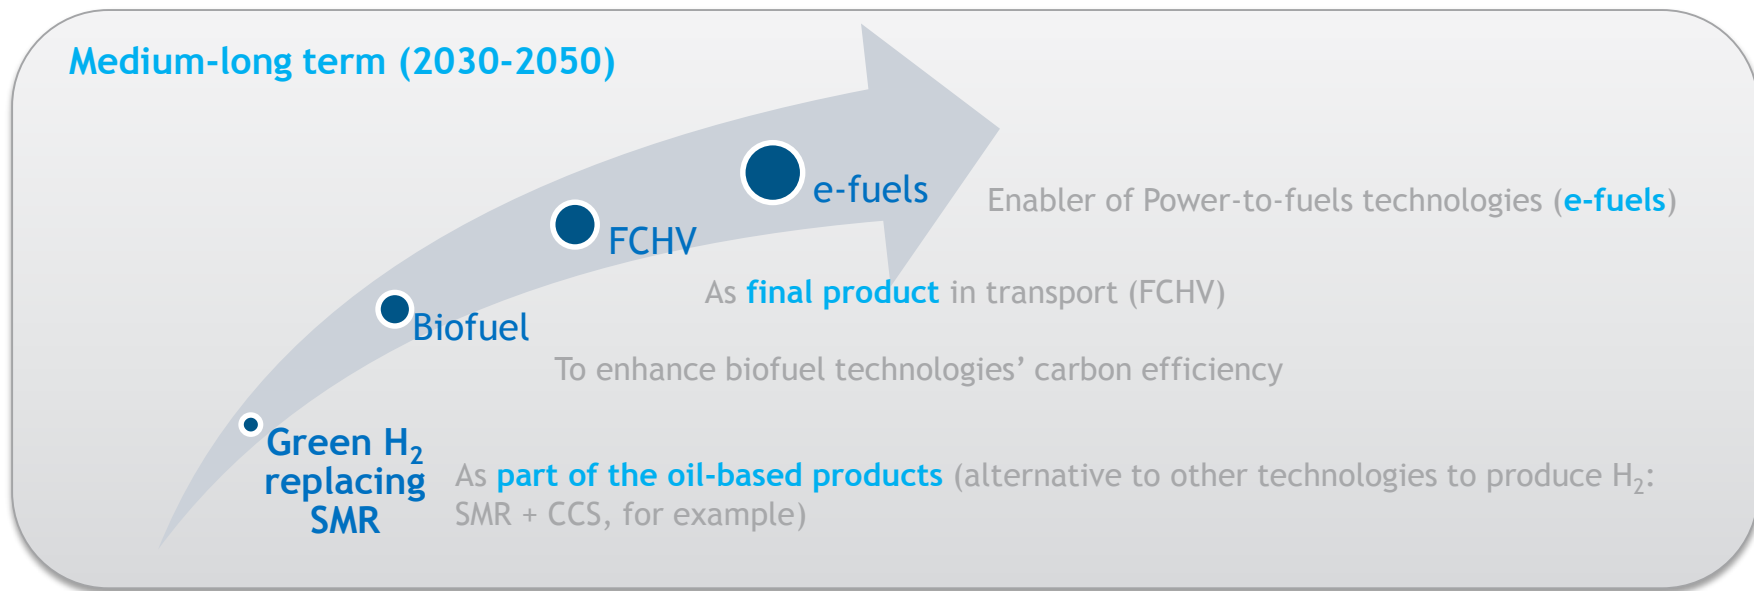 Medium-long term (2030-2050)
e-fuels
Enabler of Power-to-fuels technologies (e-fuels)
FCHV
As final product in transport (FCHV)
Biofuel
To enhance biofuel technologies’ carbon efficiency
Green H₂
replacing
SMR
As part of the oil-based products (alternative to other technologies to produce H₂:
SMR + CCS, for example)